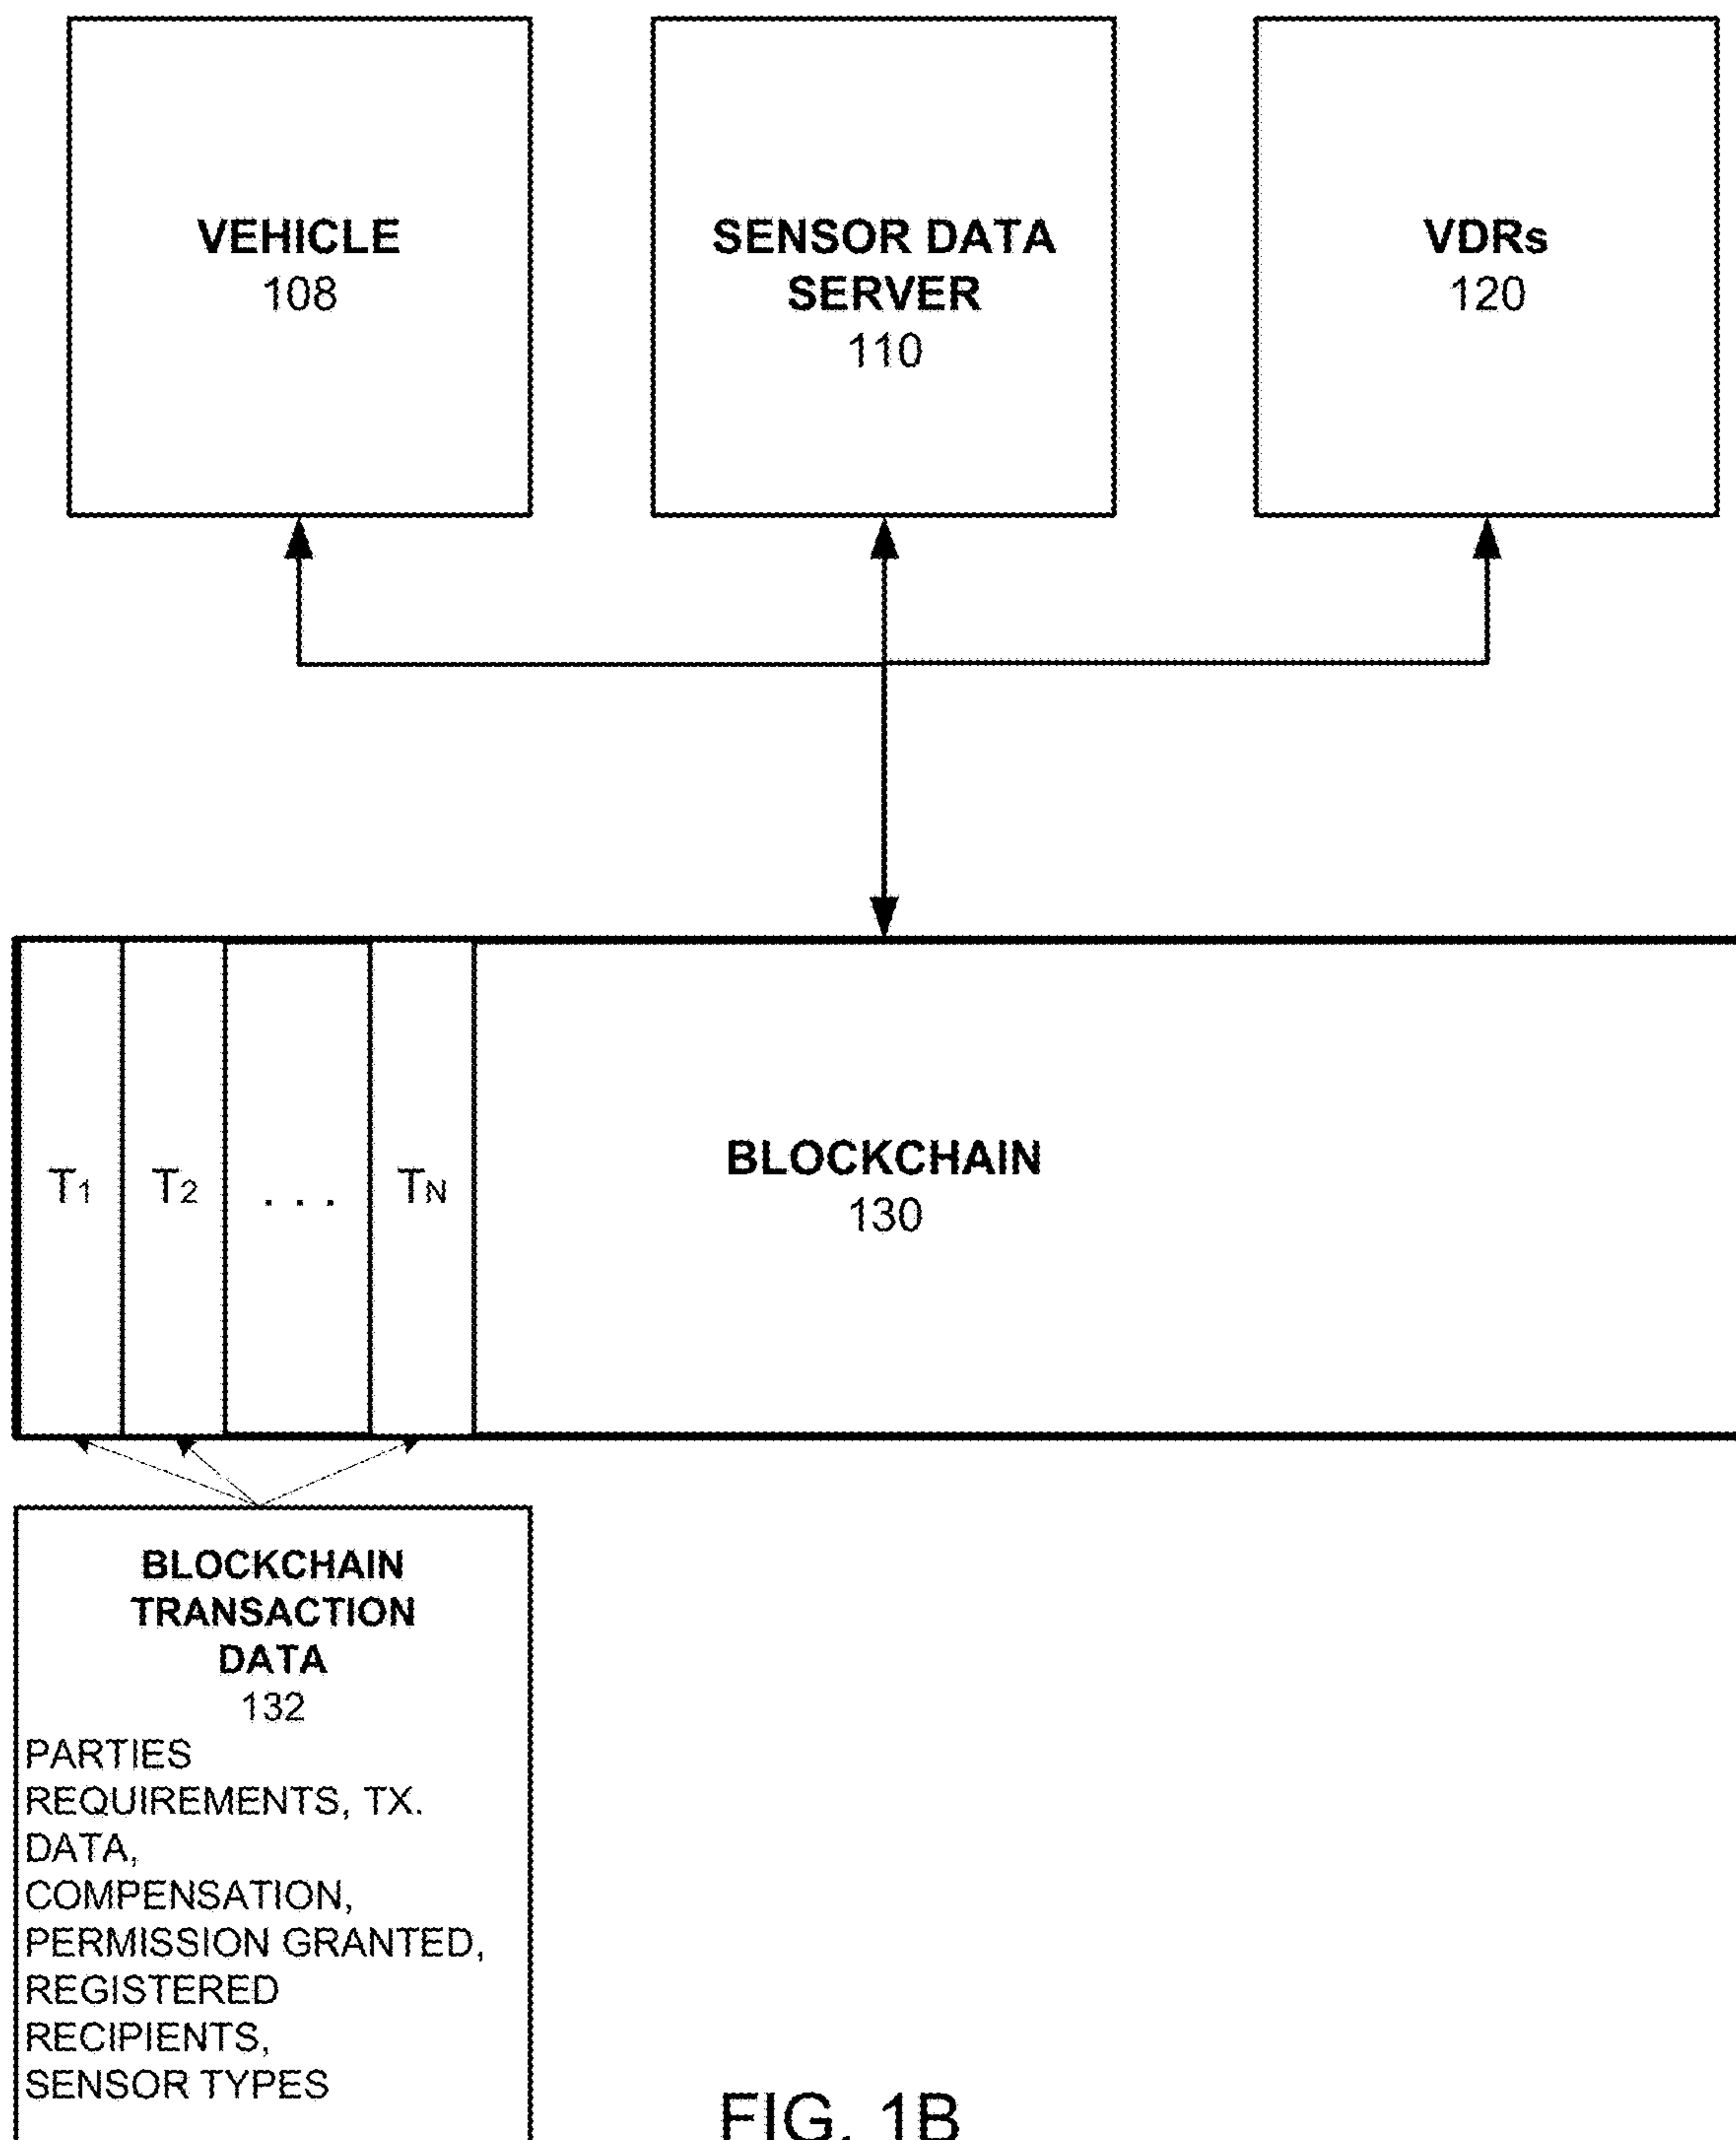 VEHICLE
108
SENSOR DATA
SERVER
110
VDRs
120
T1
T2
. . .
TN
BLOCKCHAIN
130
BLOCKCHAIN
TRANSACTION
DATA
132
PARTIES
REQUIREMENTS, TX.
DATA,
COMPENSATION,
PERMISSION GRANTED,
REGISTERED
RECIPIENTS,
SENSOR TYPES
FIG. 1B